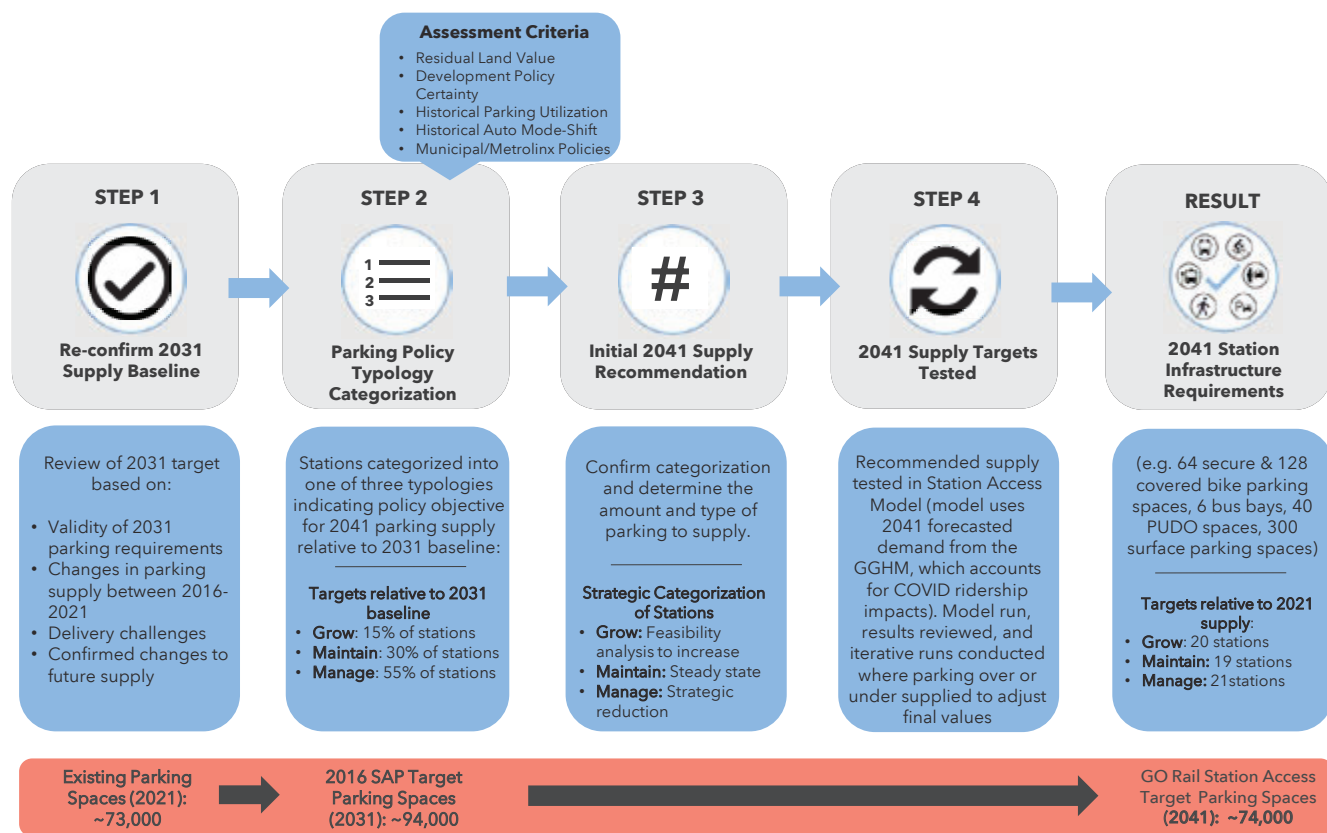 Assessment Criteria
• Residual Land Value
• Development Policy
Certainty
• Historical Parking Utilization
• Historical Auto Mode-Shift
• Municipal/Metrolinx Policies
STEP 1
Re-confirm 2031
Supply Baseline
STEP 2
1
2
3
Parking Policy
Typology
Categorization
STEP 3
#
Initial 2041 Supply
Recommendation
STEP 4
2041 Supply Targets
Tested
RESULT
2041 Station
Infrastructure
Requirements
Review of 2031 target
based on:
• Validity of 2031
parking requirements
• Changes in parking
supply between 2016-
2021
• Delivery challenges
• Confirmed changes to
future supply
Stations categorized into
one of three typologies
indicating policy objective
for 2041 parking supply
relative to 2031 baseline:
Targets relative to 2031
baseline
• Grow: 15% of stations
• Maintain: 30% of stations
• Manage: 55% of stations
Confirm categorization
and determine the
amount and type of
parking to supply.
Strategic Categorization
of Stations
• Grow: Feasibility
analysis to increase
• Maintain: Steady state
• Manage: Strategic
reduction
Recommended supply
tested in Station Access
Model (model uses
2041 forecasted
demand from the
GGHM, which accounts
for COVID ridership
impacts). Model run,
results reviewed, and
iterative runs conducted
where parking over or
under supplied to adjust
final values
(e.g. 64 secure & 128
covered bike parking
spaces, 6 bus bays, 40
PUDO spaces, 300
surface parking spaces)
Targets relative to 2021
supply:
• Grow: 20 stations
• Maintain: 19 stations
• Manage: 21stations
Existing Parking
Spaces (2021):
~73,000
2016 SAP Target
Parking Spaces
(2031): ~94,000
GO Rail Station Access
Target Parking Spaces
(2041): ~74,000